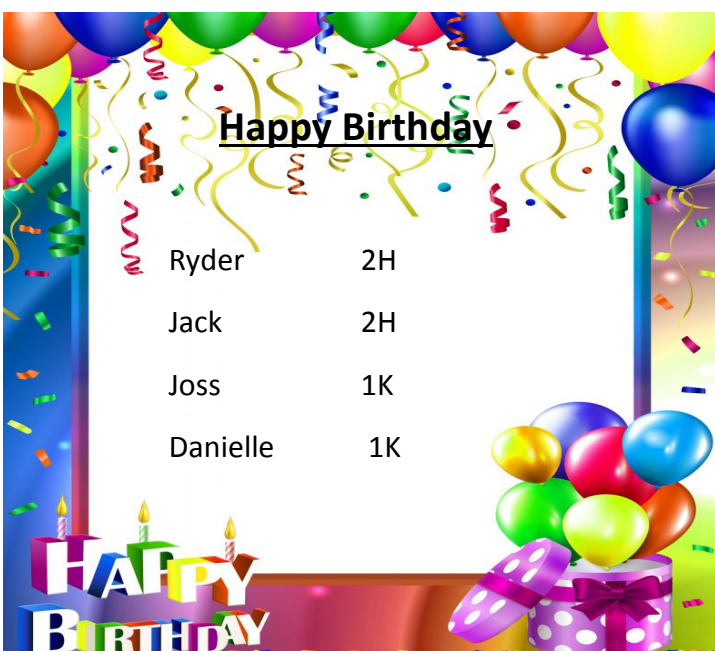 Happy Birthday
Ryder 2H
Jack 2H
Joss 1K
Danielle 1K
HAPPY
BIRTHDAY